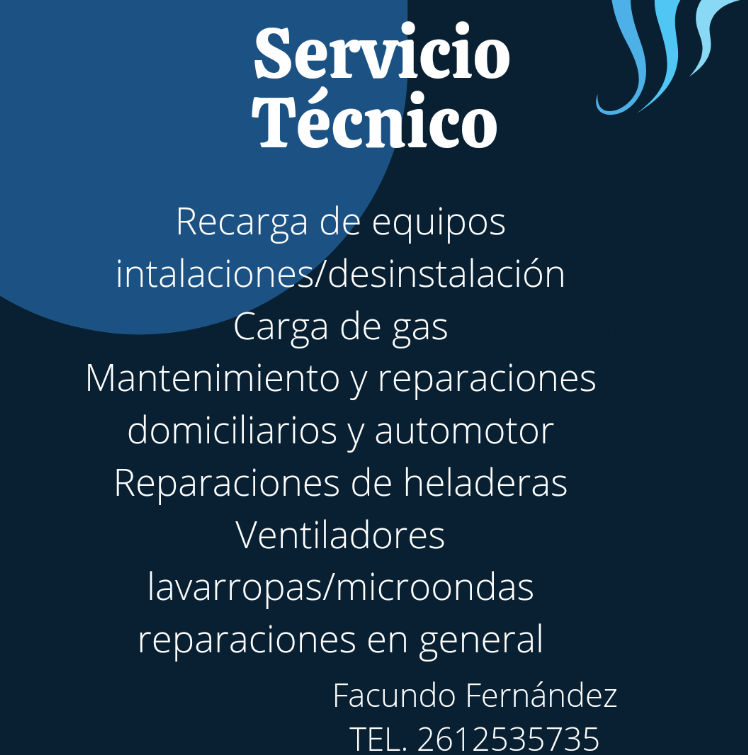 Servicio
Técnico
Recarga de equipos
intalaciones/desinstalación
Carga de gas
Mantenimiento y reparaciones
domiciliarios y automotor
Reparaciones de heladeras
Ventiladores
lavarropas/microondas
reparaciones en general
Facundo Fernández
TEL. 2612535735